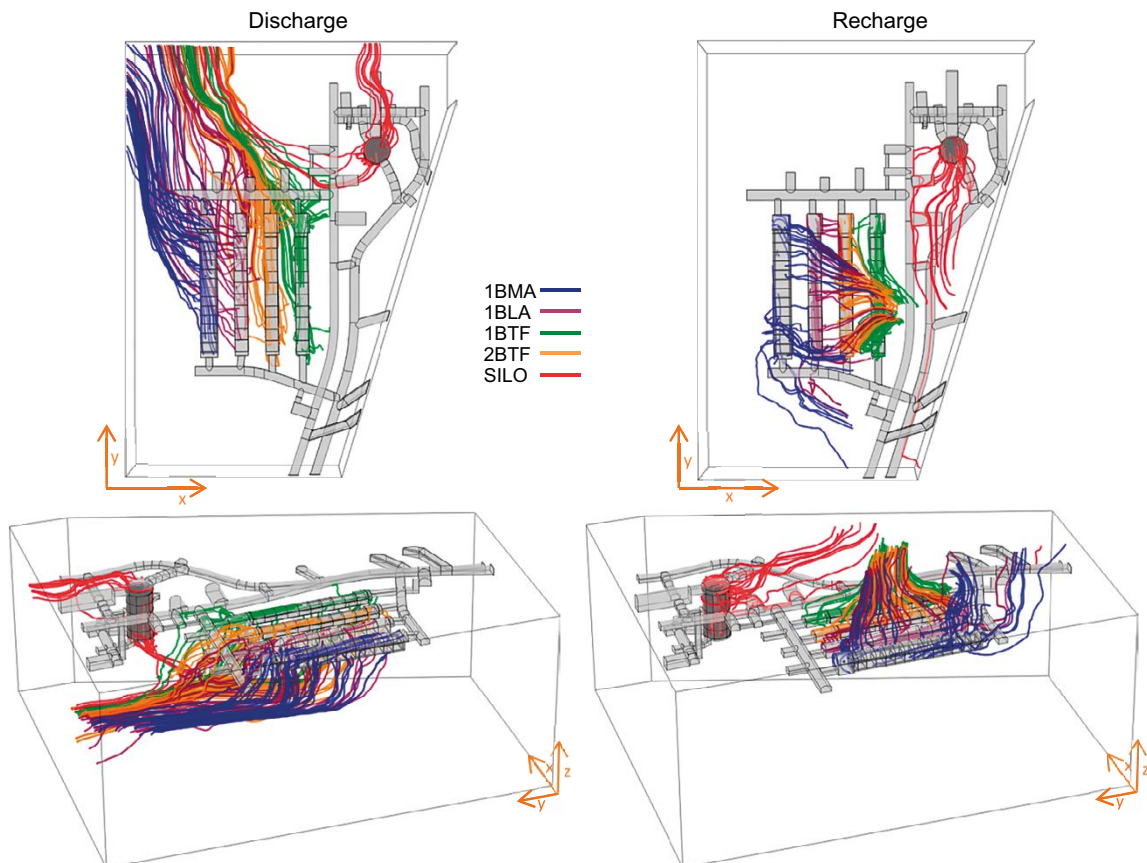 Discharge
Recharge
1BMA
1BLA
1BTF
2BTF
SILO
y
x
y
x
x
z
y
x
z
y